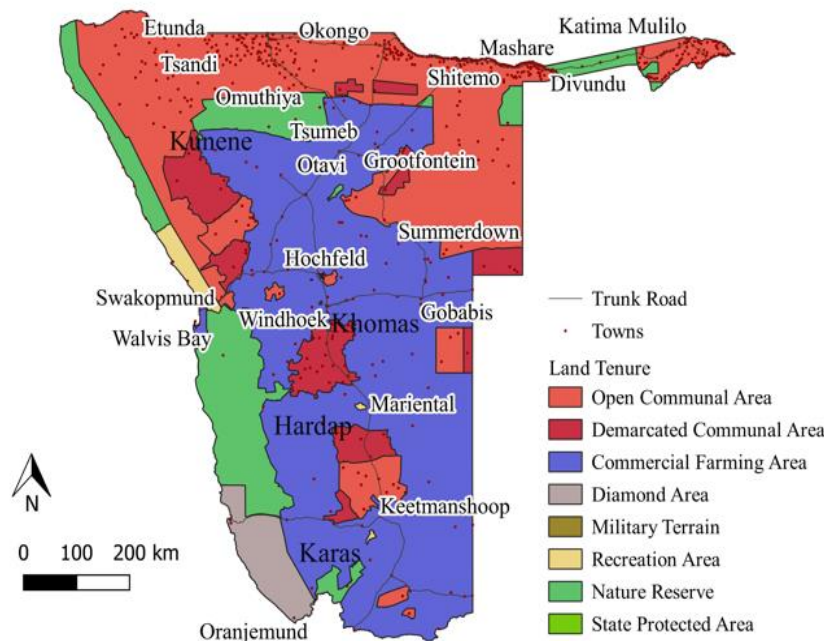 Katima Mulilo
Etunda
Okongo
Mashare
Tsandi
Shitemo
Divundu
Omuthiya
Tsumeb
Kunene
Otavi
Grootfontein
Summerdown
Hochfeld
Swakopmund
Windhoek
Khomas
Gobabis
Walvis Bay
Mariental
Hardap
Keetmanshoop
Karas
Oranjemund
N
0 100 200 km
Trunk Road
Towns
Land Tenure
Open Communal Area
Demarcated Communal Area
Commercial Farming Area
Diamond Area
Military Terrain
Recreation Area
Nature Reserve
State Protected Area